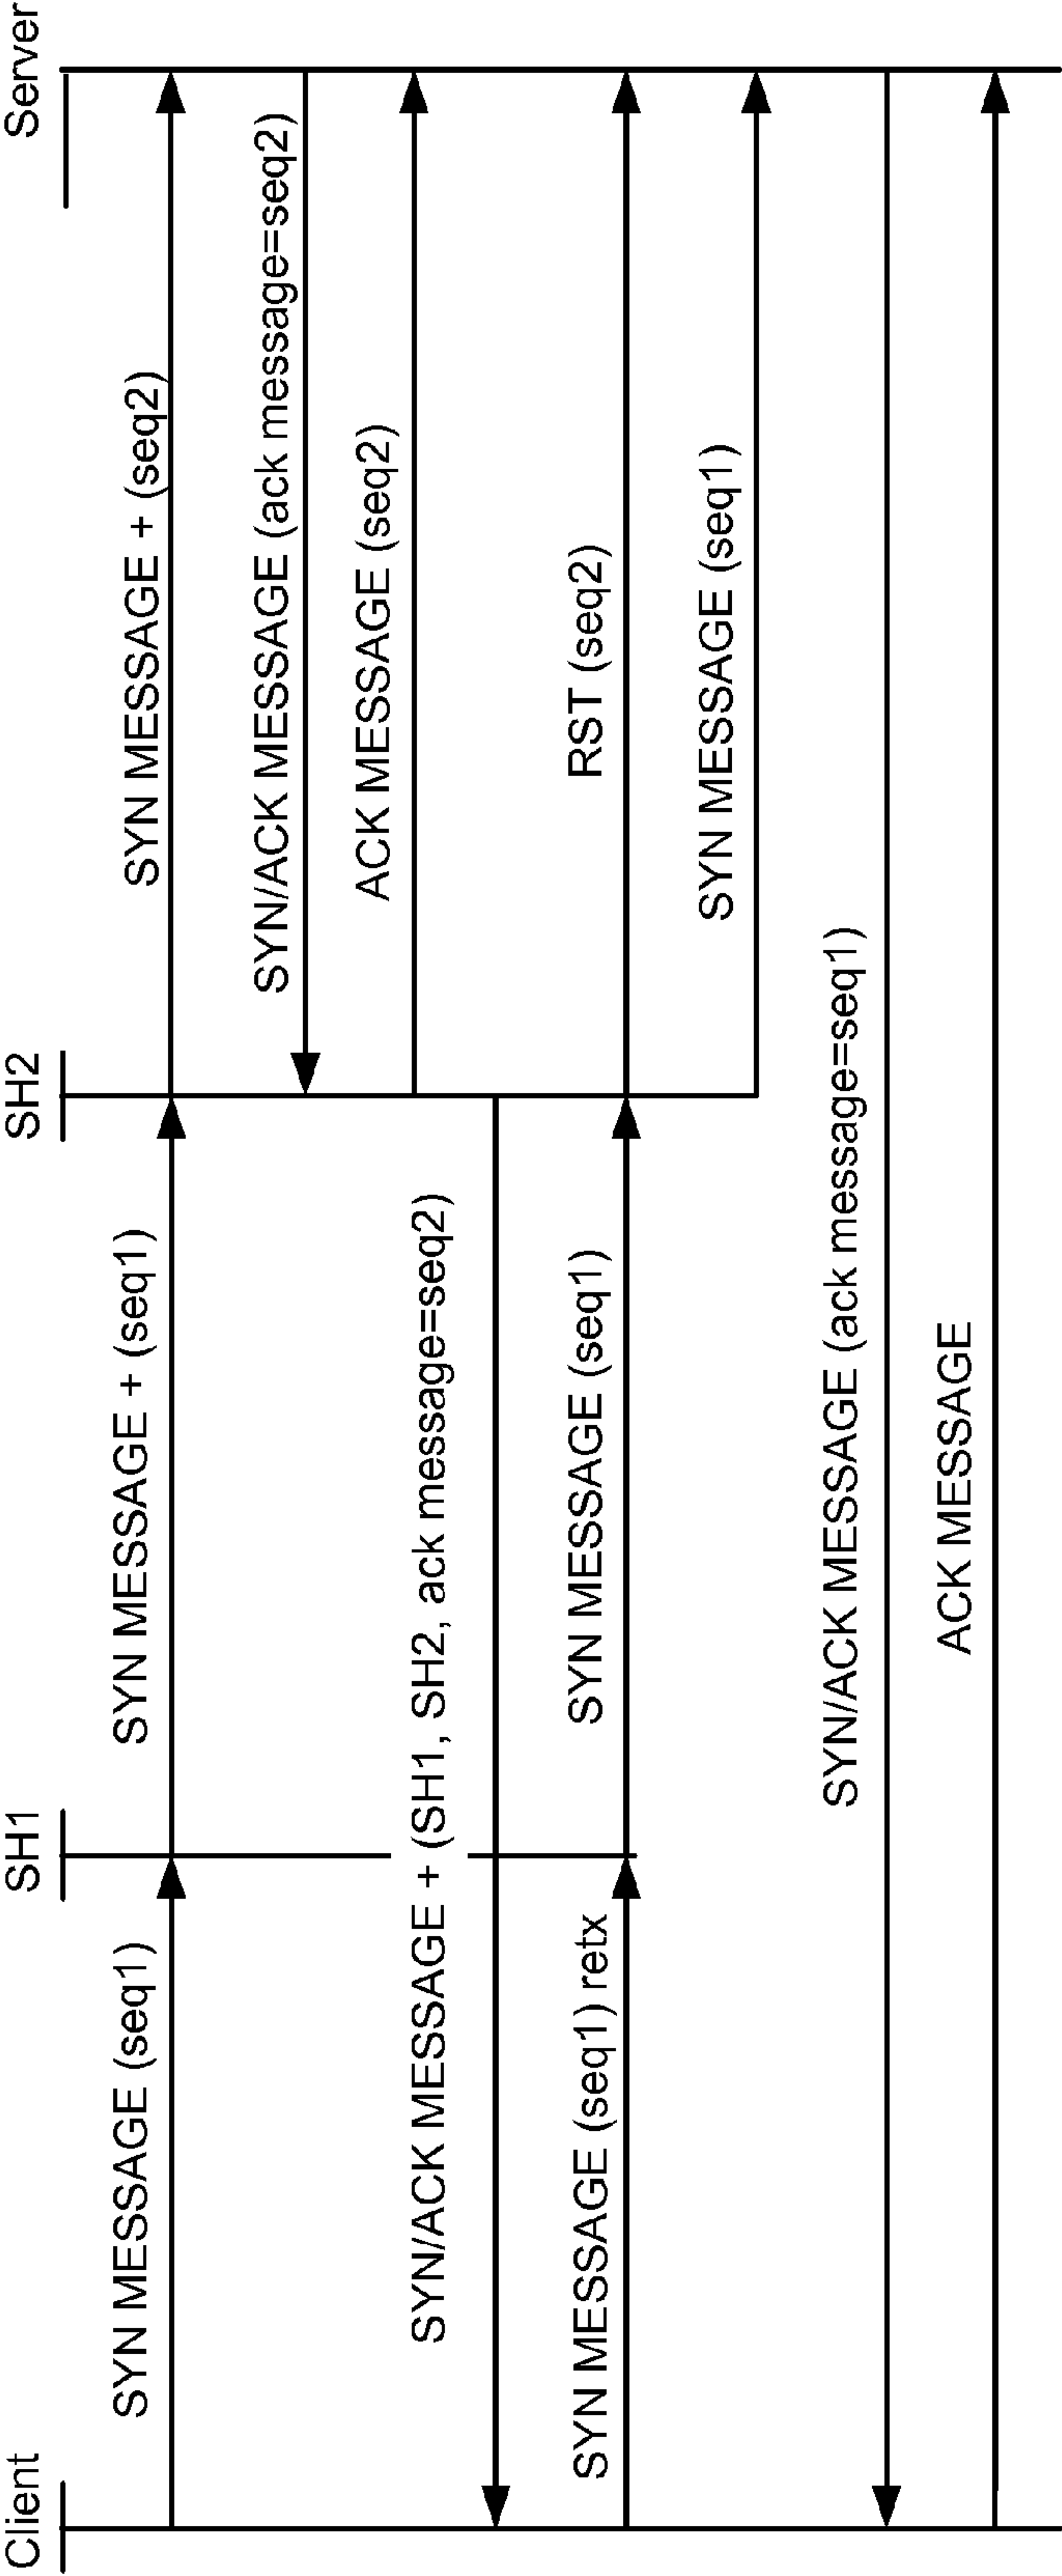 Client
SH1
SH2
Server
SYN MESSAGE (seq1)
SYN MESSAGE + (seq1)
SYN MESSAGE + (seq2)
SYN/ACK MESSAGE (ack message=seq2)
ACK MESSAGE (seq2)
SYN/ACK MESSAGE + (SH1, SH2, ack message=seq2)
SYN MESSAGE (seq1) retx
SYN MESSAGE (seq1)
RST (seq2)
SYN MESSAGE (seq1)
SYN/ACK MESSAGE (ack message=seq1)
ACK MESSAGE